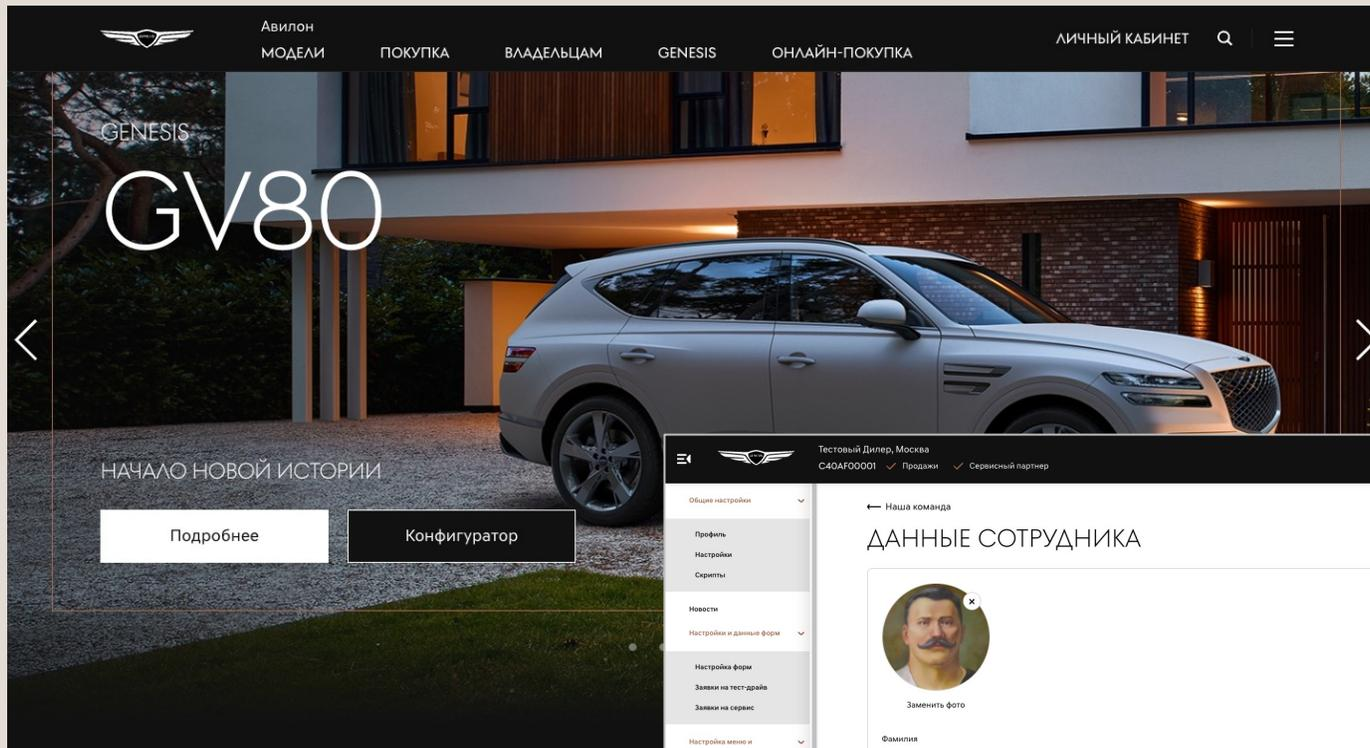 Авилон
МОДЕЛИ ПОКУПКА ВЛАДЕЛЬЦАМ GENESIS ОНЛАЙН-ПОКУПКА
ЛИЧНЫЙ КАБИНЕТ
GENESIS
GV80
НАЧАЛО НОВОЙ ИСТОРИИ
Подробнее
Конфигуратор
Тестовый Дилер, Москва
C40AF00001 Продажи Сервисный партнер
Общие настройки
Профиль
Настройки
Скрипты
Новости
Настройки и данные форм
Настройка форм
Заявки на тест-драйв
Заявки на сервис
Настройка меню и
Наша команда
ДАННЫЕ СОТРУДНИКА
Заменить фото
Фамилия